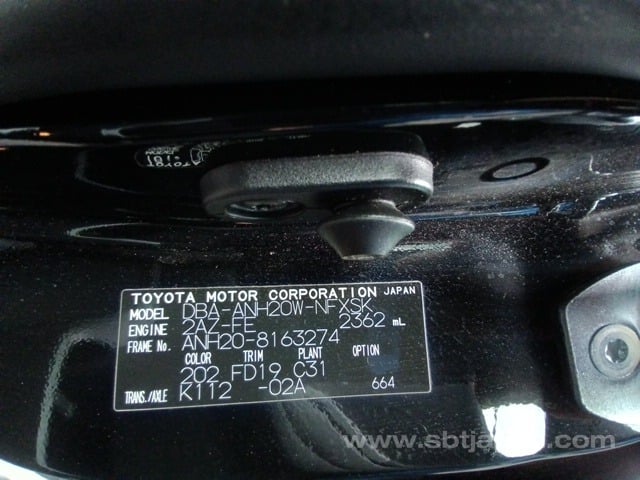 TOYOTA MOTOR CORPORATION JAPAN
MODEL DBA-ANH20W-NFXSK
ENGINE 2AZ-FE 2362 mL
FRAME No. ANH20-8163274
COLOR TRIM PLANT OPTION
202 FD19 C31
TRANS./AXLE K112 -02A 664